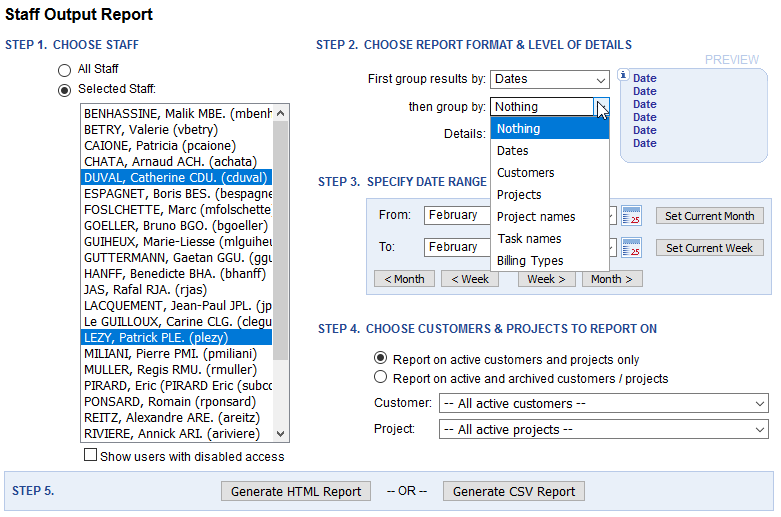 Staff Output Report
STEP 1. CHOOSE STAFF
All Staff
Selected Staff:
BENHASSINE, Malik MBE. (mbenh
BETRY, Valerie (vbetry)
CAIONE, Patricia (pcaione)
CHATA, Arnaud ACH. (achata)
DUVAL, Catherine CDU. (cduval)
ESPAGNET, Boris BES. (bespagne
FOSLCHETTE, Marc (mfolschette
GOELLER, Bruno BGO. (bgoeller)
GUIHEUX, Marie-Liesse (mlguiheu
GUTTERMANN, Gaetan GGU. (ggu
HANFF, Benedicte BHA. (bhanff)
JAS, Rafal RJA. (rjas)
LACQUEMENT, Jean-Paul JPL. (jp
Le GUILLOUX, Carine CLG. (clegu
LEZY, Patrick PLE. (plezy)
MILIANI, Pierre PMI. (pmiliani)
MULLER, Regis RMU. (rmuller)
PIRARD, Eric (PIRARD Eric (subco
PONSARD, Romain (rponsard)
REITZ, Alexandre ARE. (areitz)
RIVIERE, Annick ARI. (ariviere)
Show users with disabled access
STEP 2. CHOOSE REPORT FORMAT & LEVEL OF DETAILS
First group results by: Dates
then group by: Nothing
Details:
Nothing
Dates
Customers
Projects
Project names
Task names
Billing Types
PREVIEW
i Date
Date
Date
Date
Date
Date
STEP 3. SPECIFY DATE RANGE
From: February 25 Set Current Month
To: February 25 Set Current Week
< Month < Week Week > Month >
STEP 4. CHOOSE CUSTOMERS & PROJECTS TO REPORT ON
Report on active customers and projects only
Report on active and archived customers / projects
Customer: -- All active customers --
Project: -- All active projects --
STEP 5. Generate HTML Report -- OR -- Generate CSV Report